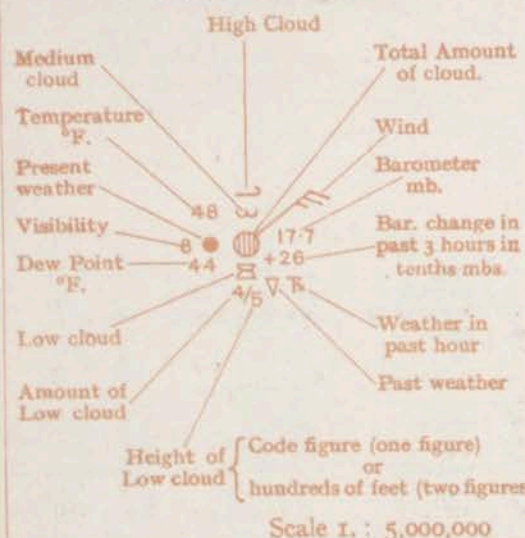 High Cloud
Medium
cloud
Total Amount
of cloud.
Temperature
°F.
Wind
Present
weather
Barometer
mb.
48
Visibility
8
17·7
Bar. change in
past 3 hours in
tenths mbs.
Dew Point
°F.
44
+26
4/5
Low cloud
Weather in
past hour
Amount of
Low cloud
Past weather
Height of
Low cloud
Code figure (one figure)
or
hundreds of feet (two figures
Scale 1. : 5,000,000